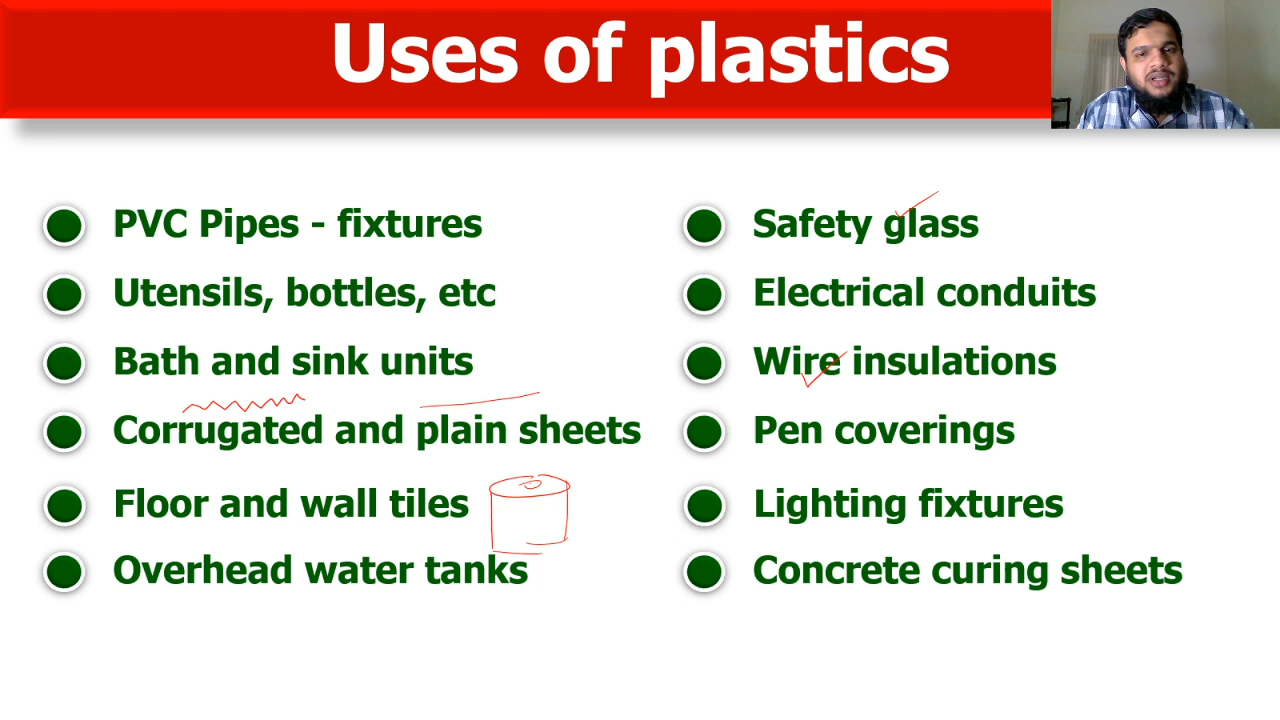 Uses of plastics
PVC Pipes - fixtures
Utensils, bottles, etc
Bath and sink units
Corrugated and plain sheets
Floor and wall tiles
Overhead water tanks
Safety glass
Electrical conduits
Wire insulations
Pen coverings
Lighting fixtures
Concrete curing sheets